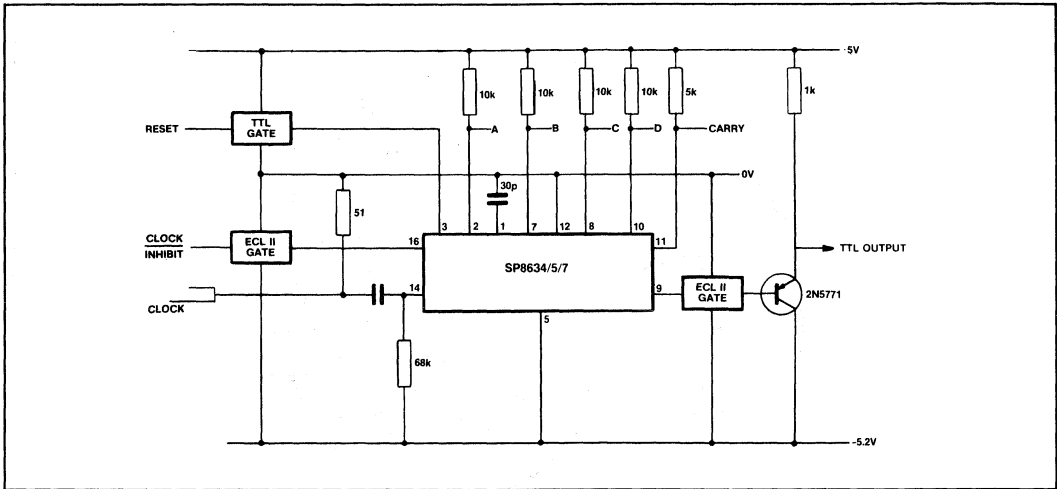 5V
10k
10k
10k
10k
5k
1k
RESET
TTL
GATE
A
B
C
D
CARRY
0V
30p
51
3
2
1
7
12
8
10
CLOCK
INHIBIT
ECL II
GATE
16
SP8634/5/7
11
TTL OUTPUT
CLOCK
14
9
ECL II
GATE
2N5771
5
68k
-5.2V